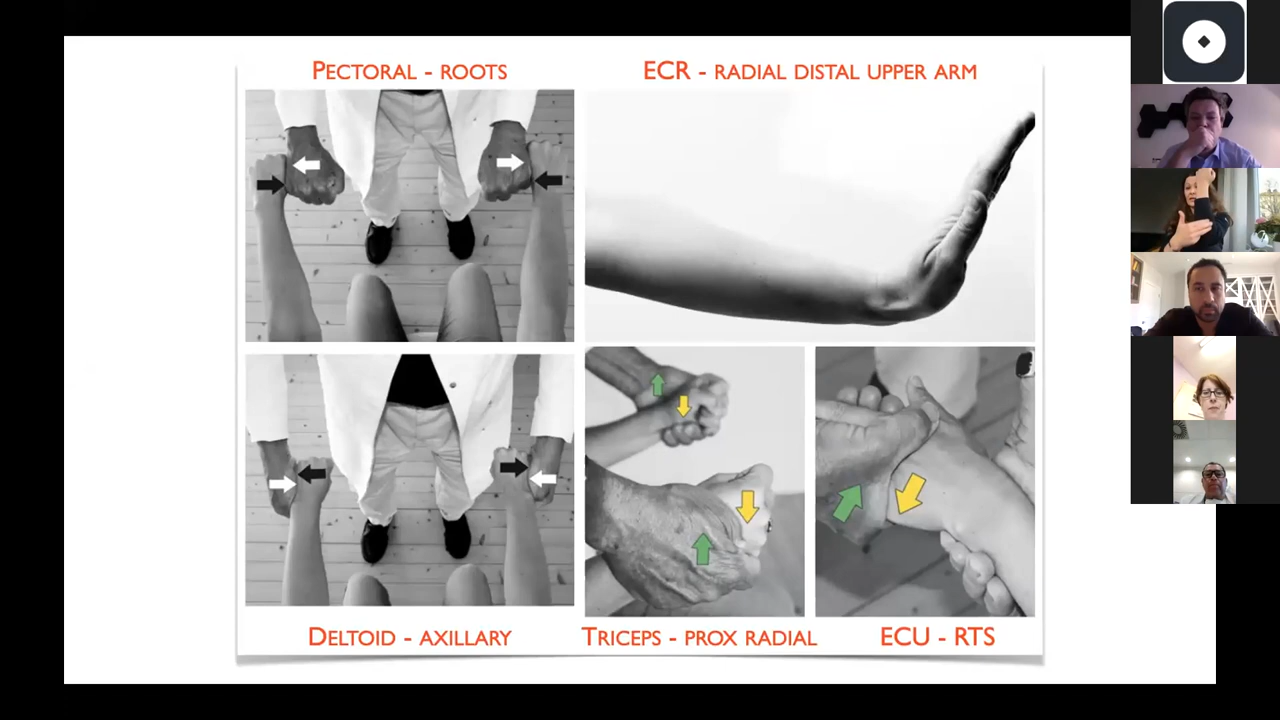 PECTORAL - ROOTS
ECR - RADIAL DISTAL UPPER ARM
DELTOID - AXILLARY
TRICEPS - PROX RADIAL
ECU - RTS